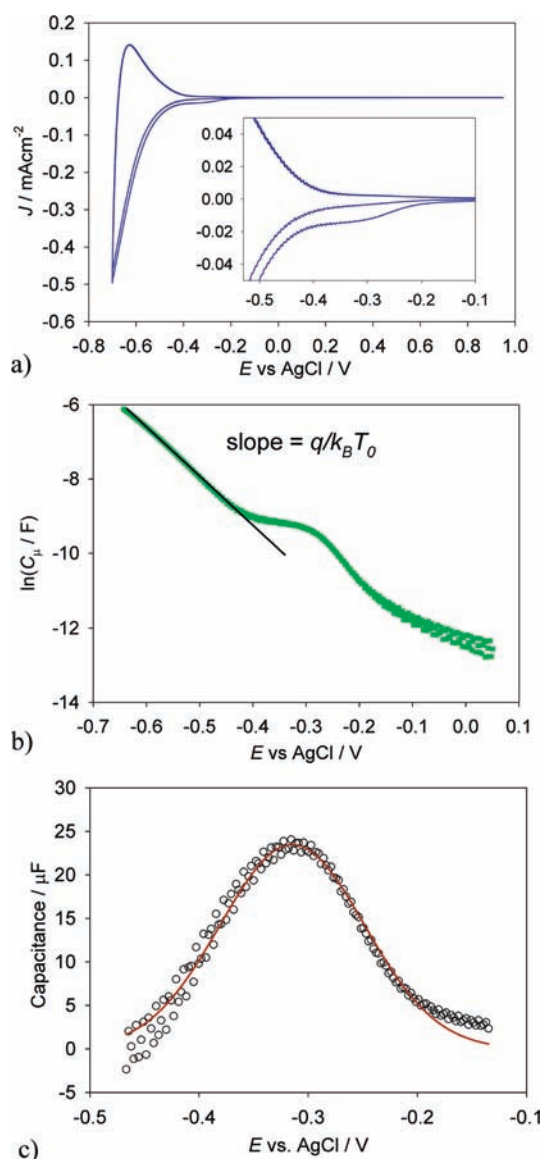 0.2
0.1
0.0
-0.1
-0.2
-0.3
-0.4
-0.5
-0.6
J / mAcm-2
0.04
0.02
0.00
-0.02
-0.04
-0.5 -0.4 -0.3 -0.2 -0.1
-0.8 -0.6 -0.4 -0.2 0.0 0.2 0.4 0.6 0.8 1.0
E vs AgCl / V
a)
-6
-8
-10
-12
-14
ln(Cμ / F)
slope = q/kBT0
-0.7 -0.6 -0.5 -0.4 -0.3 -0.2 -0.1 0.0 0.1
E vs AgCl / V
b)
30
25
20
15
10
5
0
-5
Capacitance / μF
-0.5 -0.4 -0.3 -0.2 -0.1
E vs. AgCl / V
c)